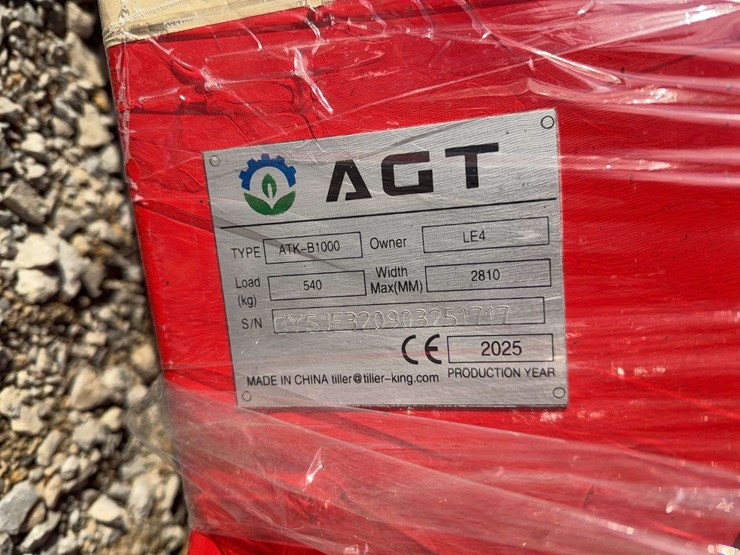 AGT
TYPE ATK-B1000 Owner LE4
Load (kg) 540 Width Max(MM) 2810
S/N
CE 2025
MADE IN CHINA tiller@tiller-king.com PRODUCTION YEAR